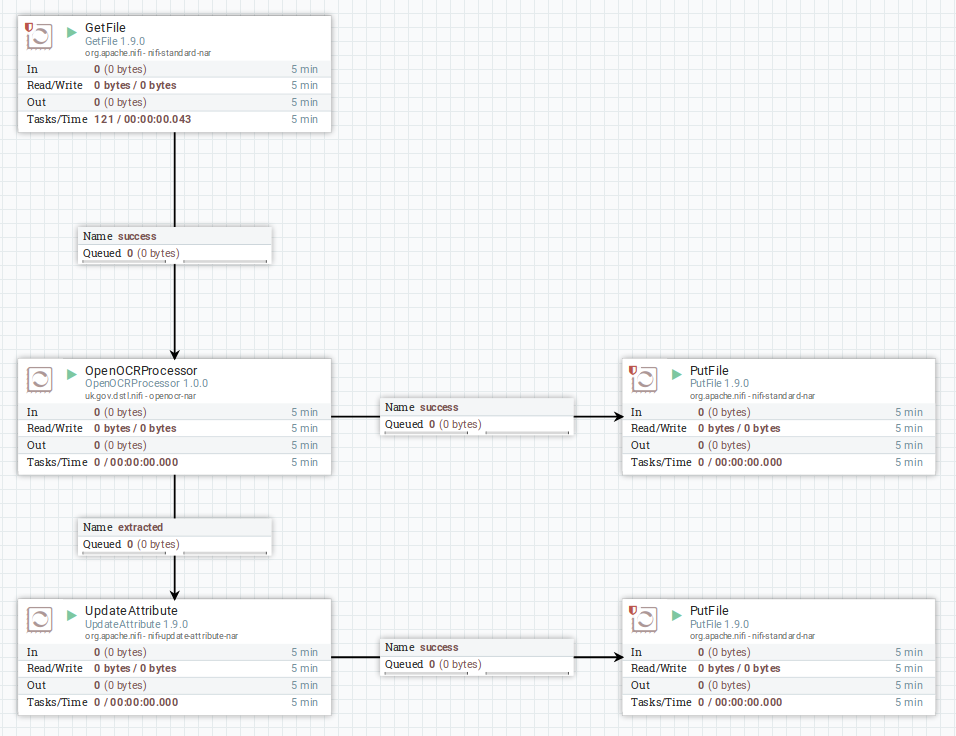 GetFile
GetFile 1.9.0
org.apache.nifi - nifi-standard-nar
In 0 (0 bytes) 5 min
Read/Write 0 bytes / 0 bytes 5 min
Out 0 (0 bytes) 5 min
Tasks/Time 121 / 00:00:00.043 5 min
Name success
Queued 0 (0 bytes)
OpenOCRProcessor
OpenOCRProcessor 1.0.0
uk.gov.dstl.nifi - openocr-nar
In 0 (0 bytes) 5 min
Read/Write 0 bytes / 0 bytes 5 min
Out 0 (0 bytes) 5 min
Tasks/Time 0 / 00:00:00.000 5 min
Name success
Queued 0 (0 bytes)
PutFile
PutFile 1.9.0
org.apache.nifi - nifi-standard-nar
In 0 (0 bytes) 5 min
Read/Write 0 bytes / 0 bytes 5 min
Out 0 (0 bytes) 5 min
Tasks/Time 0 / 00:00:00.000 5 min
Name extracted
Queued 0 (0 bytes)
UpdateAttribute
UpdateAttribute 1.9.0
org.apache.nifi - nifi-update-attribute-nar
In 0 (0 bytes) 5 min
Read/Write 0 bytes / 0 bytes 5 min
Out 0 (0 bytes) 5 min
Tasks/Time 0 / 00:00:00.000 5 min
Name success
Queued 0 (0 bytes)
PutFile
PutFile 1.9.0
org.apache.nifi - nifi-standard-nar
In 0 (0 bytes) 5 min
Read/Write 0 bytes / 0 bytes 5 min
Out 0 (0 bytes) 5 min
Tasks/Time 0 / 00:00:00.000 5 min